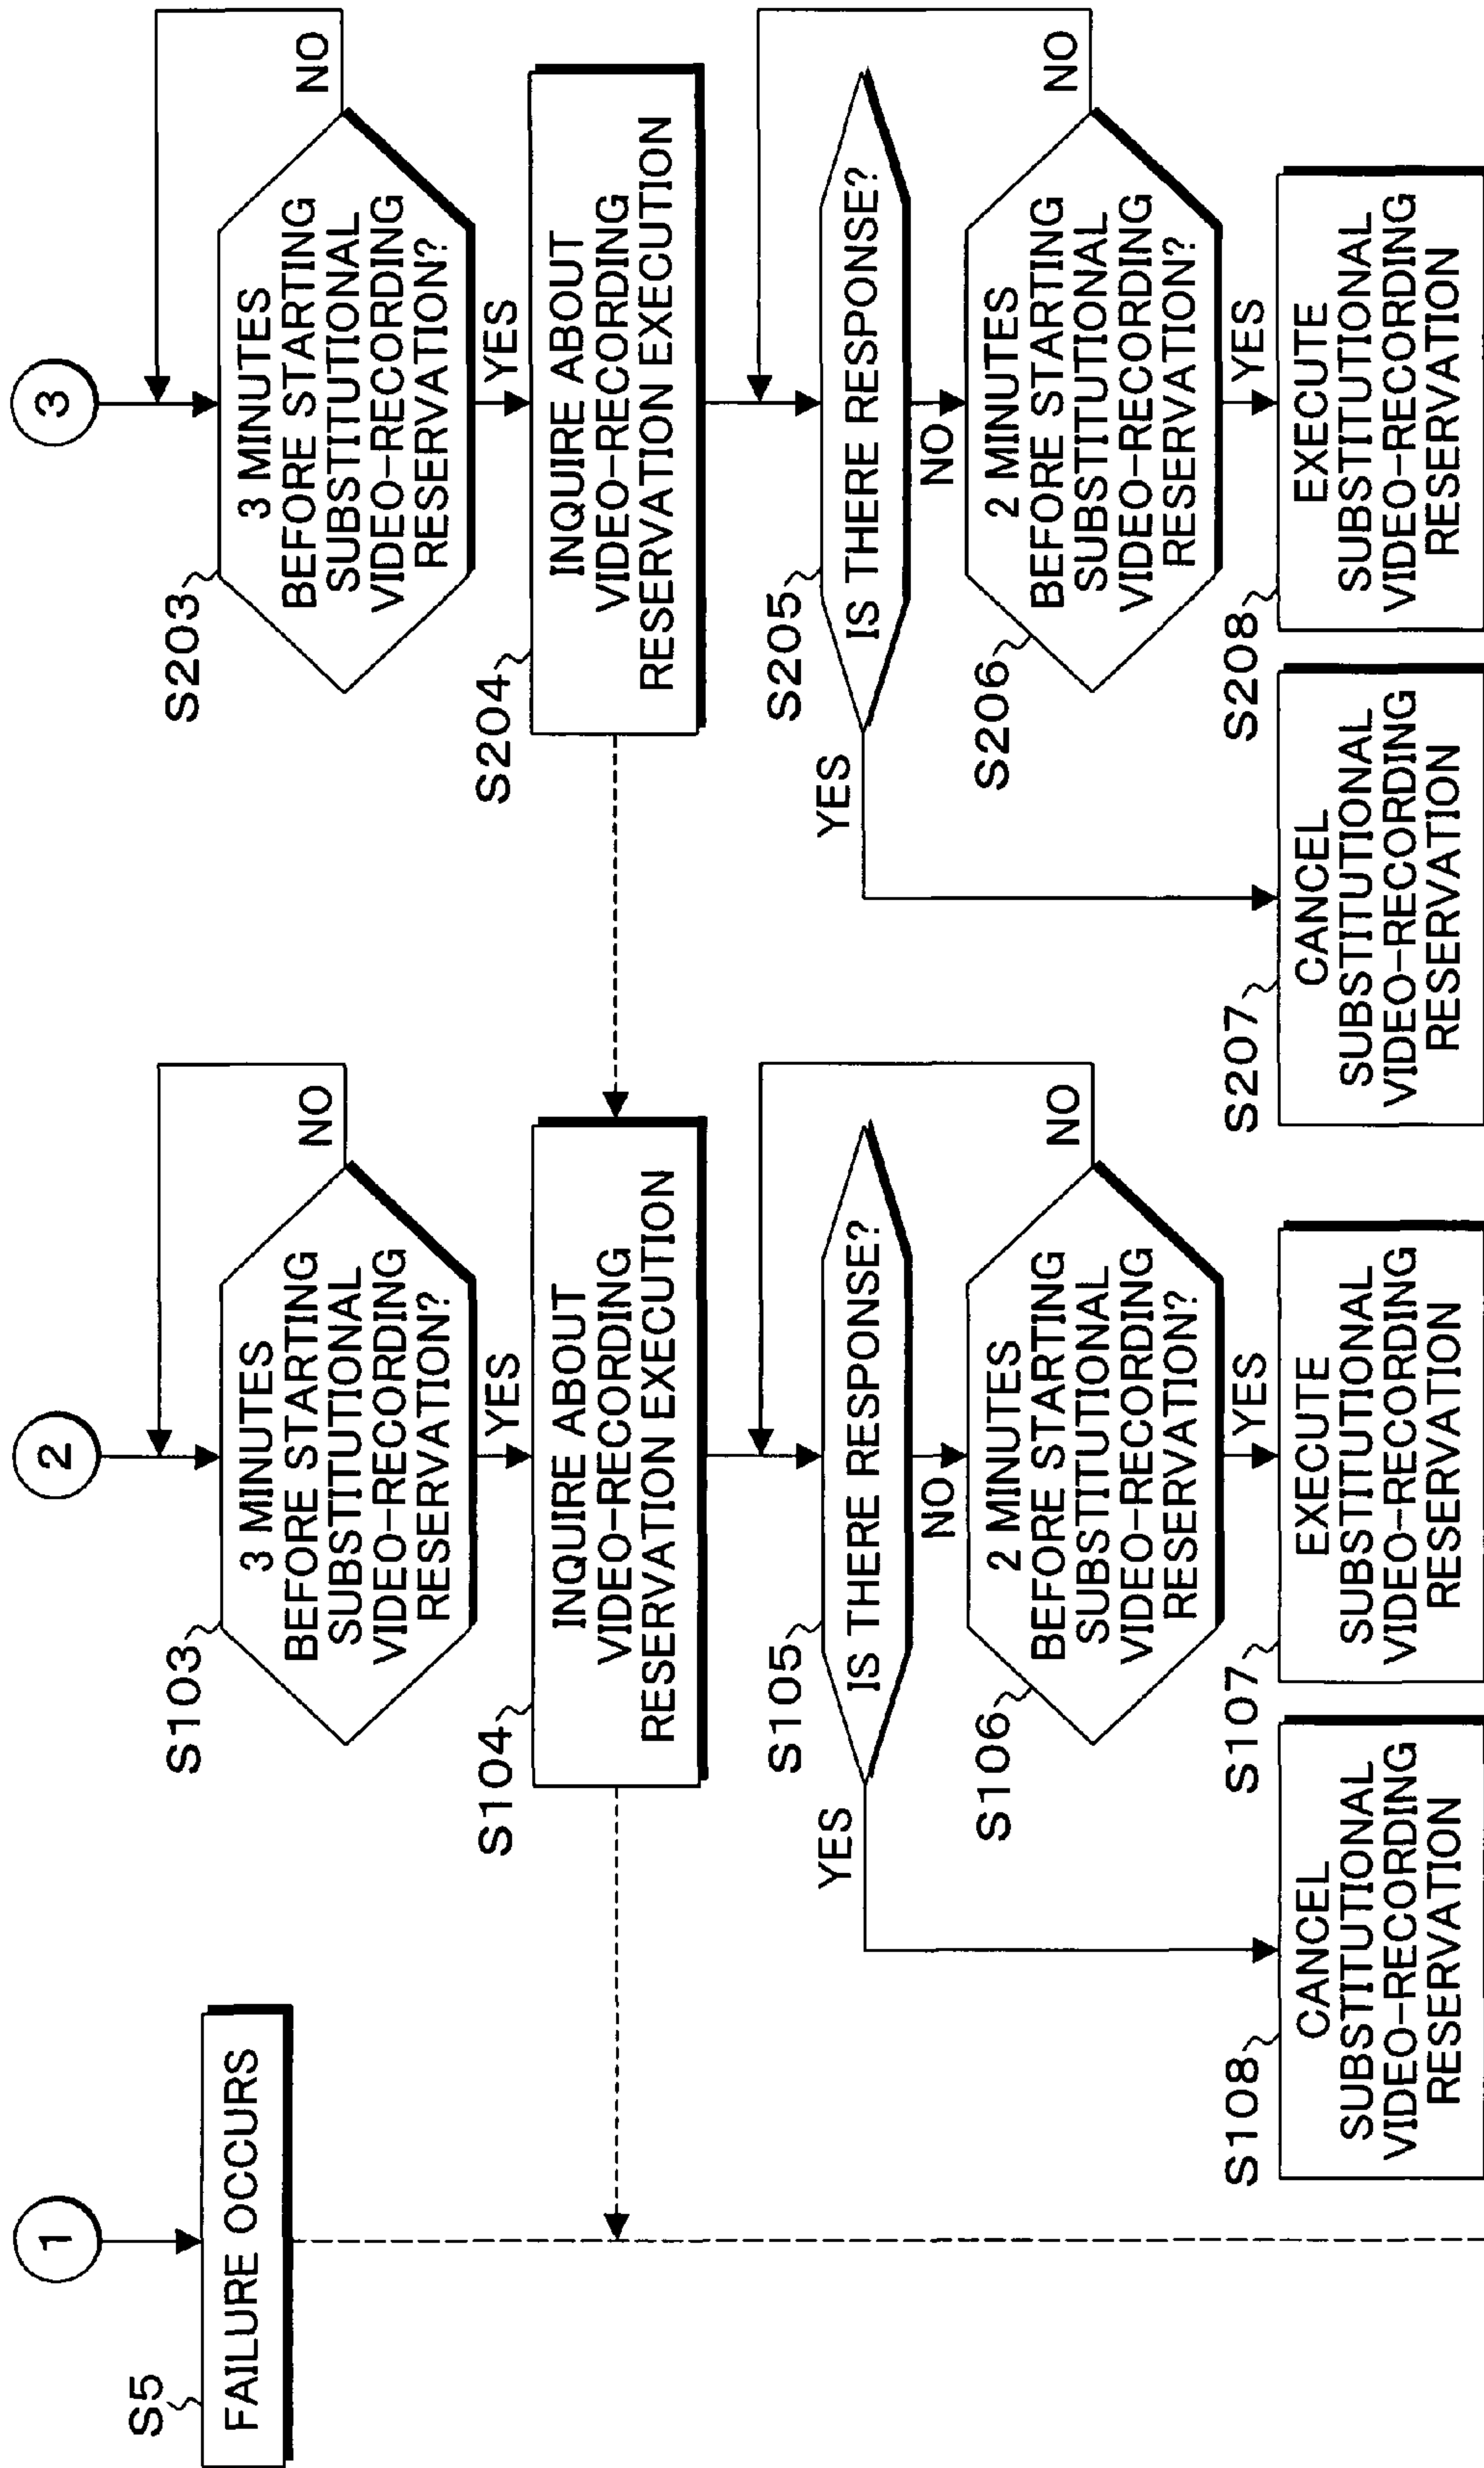 1
S5
FAILURE OCCURS
2
S103
3 MINUTES
BEFORE STARTING
SUBSTITUTIONAL
VIDEO-RECORDING
RESERVATION?
NO
YES
S104
INQUIRE ABOUT
VIDEO-RECORDING
RESERVATION EXECUTION
S105
IS THERE RESPONSE?
YES
NO
S106
2 MINUTES
BEFORE STARTING
SUBSTITUTIONAL
VIDEO-RECORDING
RESERVATION?
NO
YES
S108
CANCEL
SUBSTITUTIONAL
VIDEO-RECORDING
RESERVATION
S107
EXECUTE
SUBSTITUTIONAL
VIDEO-RECORDING
RESERVATION
3
S203
3 MINUTES
BEFORE STARTING
SUBSTITUTIONAL
VIDEO-RECORDING
RESERVATION?
NO
YES
S204
INQUIRE ABOUT
VIDEO-RECORDING
RESERVATION EXECUTION
S205
IS THERE RESPONSE?
YES
NO
S206
2 MINUTES
BEFORE STARTING
SUBSTITUTIONAL
VIDEO-RECORDING
RESERVATION?
NO
YES
S207
CANCEL
SUBSTITUTIONAL
VIDEO-RECORDING
RESERVATION
S208
EXECUTE
SUBSTITUTIONAL
VIDEO-RECORDING
RESERVATION